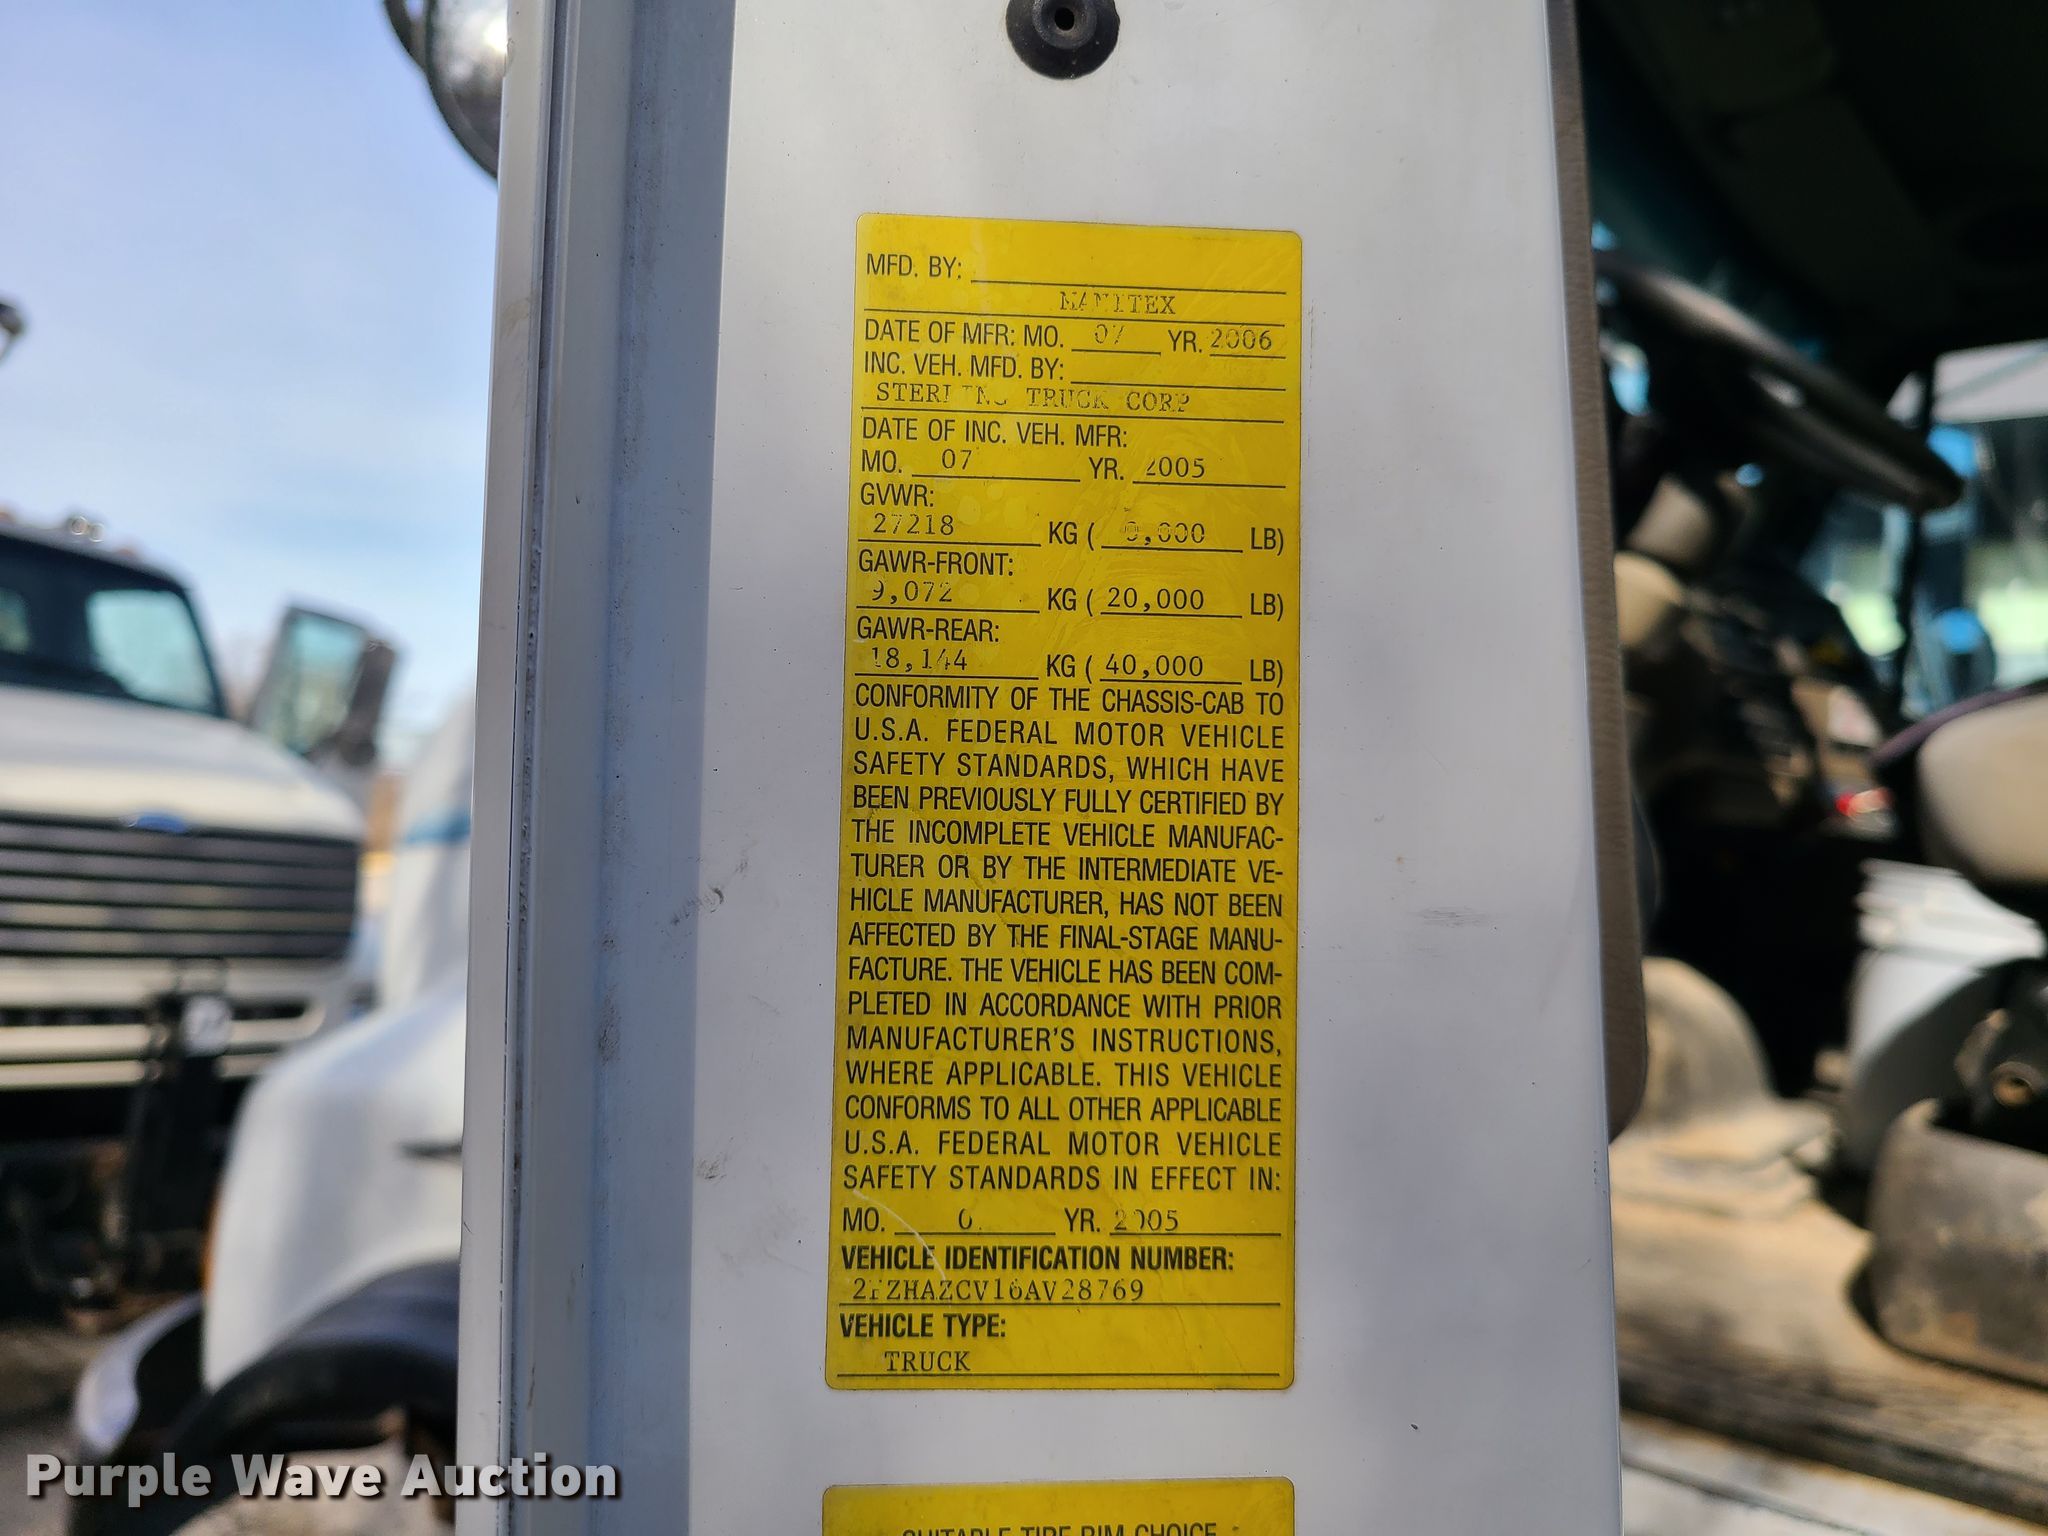 MFD. BY:
DATE OF MFR: MO. 07 YR. 2006
INC. VEH. MFD. BY:
TRUCK CORP
DATE OF INC. VEH. MFR:
MO. 07 YR. 2005
GVWR:
27218 KG ( LB)
GAWR-FRONT:
9,072 KG ( 20,000 LB)
GAWR-REAR:
18,144 KG ( 40,000 LB)
CONFORMITY OF THE CHASSIS-CAB TO
U.S.A. FEDERAL MOTOR VEHICLE
SAFETY STANDARDS, WHICH HAVE
BEEN PREVIOUSLY FULLY CERTIFIED BY
THE INCOMPLETE VEHICLE MANUFAC-
TURER OR BY THE INTERMEDIATE VE-
HICLE MANUFACTURER, HAS NOT BEEN
AFFECTED BY THE FINAL-STAGE MANU-
FACTURE. THE VEHICLE HAS BEEN COM-
PLETED IN ACCORDANCE WITH PRIOR
MANUFACTURER'S INSTRUCTIONS,
WHERE APPLICABLE. THIS VEHICLE
CONFORMS TO ALL OTHER APPLICABLE
U.S.A. FEDERAL MOTOR VEHICLE
SAFETY STANDARDS IN EFFECT IN:
MO. YR. 2005
VEHICLE IDENTIFICATION NUMBER:
VEHICLE TYPE:
TRUCK
SUITABLE TIRE RIM CHOICE
Purple Wave Auction